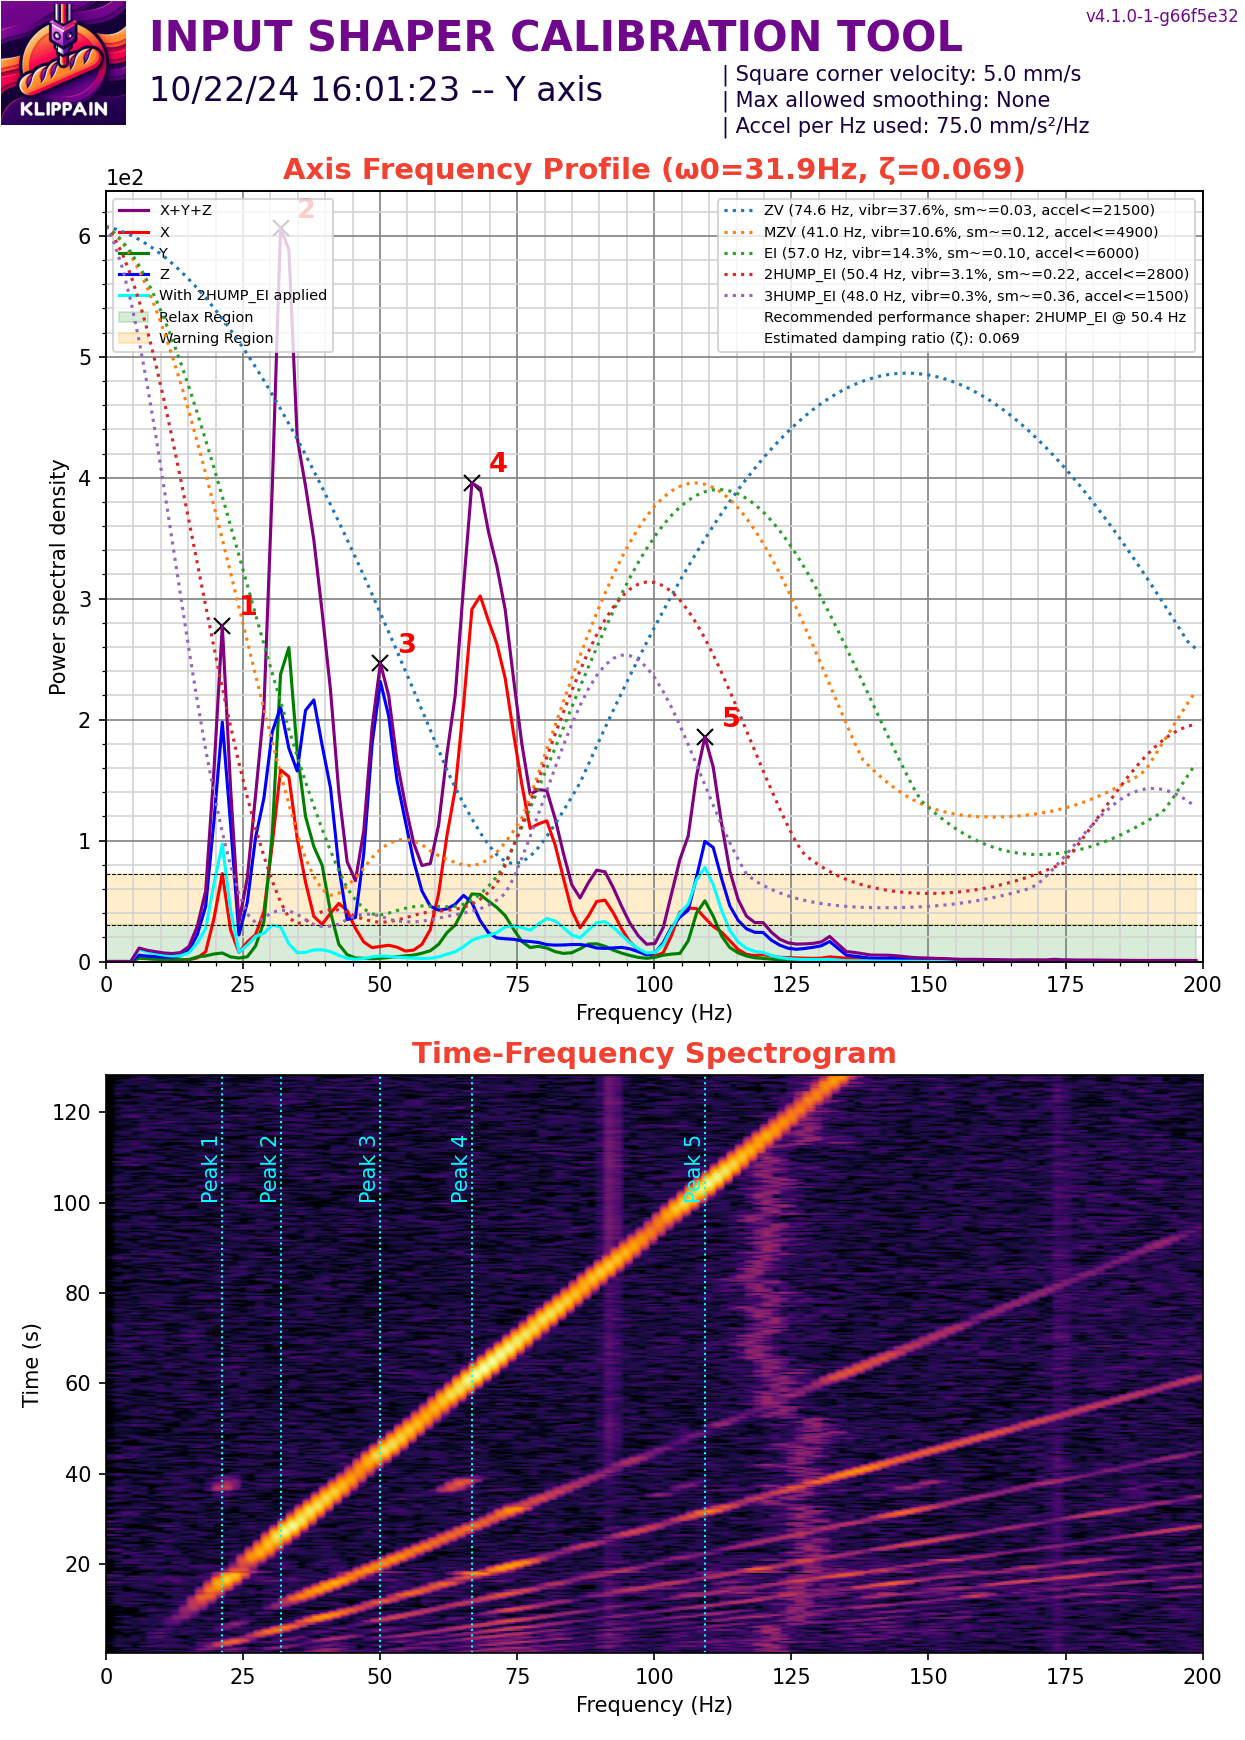 v4.1.0-1-g66f5e32
INPUT SHAPER CALIBRATION TOOL
10/22/24 16:01:23 -- Y axis
| Square corner velocity: 5.0 mm/s
| Max allowed smoothing: None
| Accel per Hz used: 75.0 mm/s²/Hz
KLIPPAIN
Axis Frequency Profile (ω0=31.9Hz, ζ=0.069)
1e2
X+Y+Z
X
Y
Z
With 2HUMP_EI applied
Relax Region
Warning Region
ZV (74.6 Hz, vibr=37.6%, sm~=0.03, accel<=21500)
MZV (41.0 Hz, vibr=10.6%, sm~=0.12, accel<=4900)
EI (57.0 Hz, vibr=14.3%, sm~=0.10, accel<=6000)
2HUMP_EI (50.4 Hz, vibr=3.1%, sm~=0.22, accel<=2800)
3HUMP_EI (48.0 Hz, vibr=0.3%, sm~=0.36, accel<=1500)
Recommended performance shaper: 2HUMP_EI @ 50.4 Hz
Estimated damping ratio (ζ): 0.069
2
4
1
3
5
6
5
4
3
2
1
0
Power spectral density
0 25 50 75 100 125 150 175 200
Frequency (Hz)
Time-Frequency Spectrogram
120
100
80
60
40
20
Time (s)
Peak 1
Peak 2
Peak 3
Peak 4
Peak 5
0 25 50 75 100 125 150 175 200
Frequency (Hz)